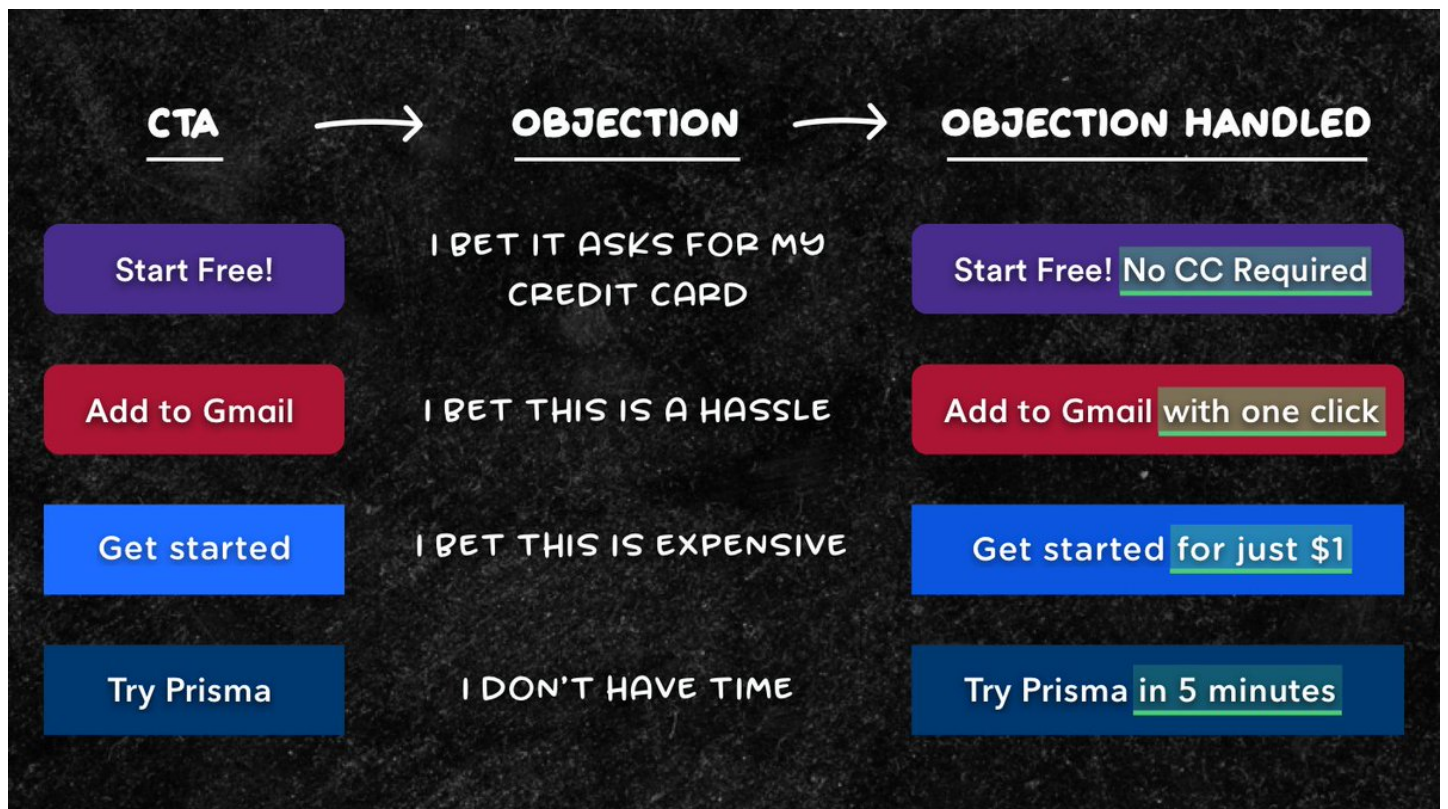 CTA
OBJECTION
OBJECTION HANDLED
Start Free!
I BET IT ASKS FOR MY
CREDIT CARD
Start Free! No CC Required
Add to Gmail
I BET THIS IS A HASSLE
Add to Gmail with one click
Get started
I BET THIS IS EXPENSIVE
Get started for just $1
Try Prisma
I DON'T HAVE TIME
Try Prisma in 5 minutes